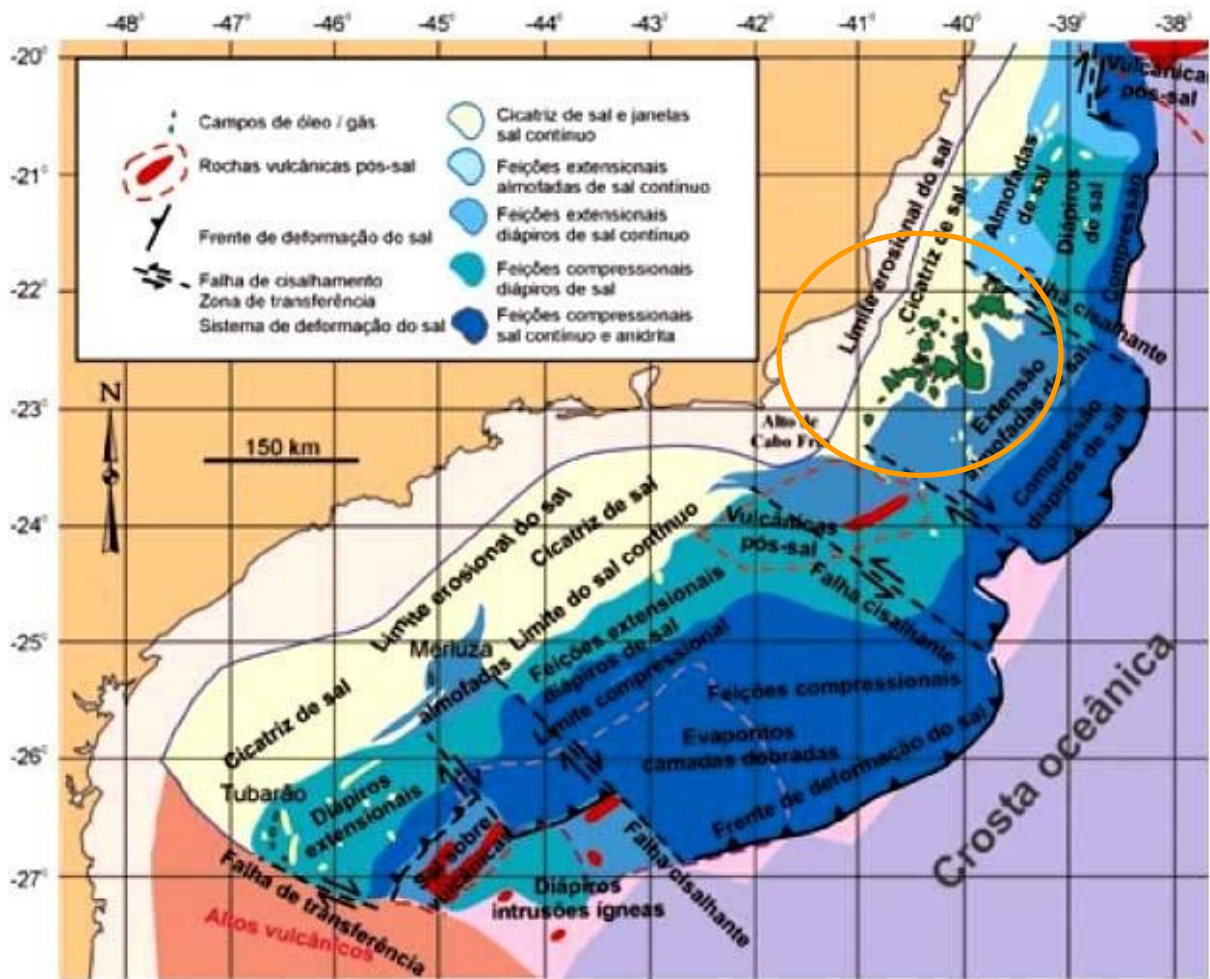 -48° -47° -46° -45° -44° -43° -42° -41° -40° -39° -38°
-20°
-21°
-22°
-23°
-24°
-25°
-26°
-27°
Campos de óleo / gás
Rochas vulcânicas pós-sal
Frente de deformação do sal
Falha de cisalhamento
Zona de transferência
Sistema de deformação do sal
Cicatriz de sal e janelas
sal contínuo
Feições extensionais
almofadas de sal contínuo
Feições extensionais
diápiros de sal contínuo
Feições compressionais
diápiros de sal
Feições compressionais
sal contínuo e anidrita
Vulcânicas
pós-sal
Limite erosional do sal
Cicatriz de sal
Almofadas
de sal
Diápiros
de sal
Compressão
Falha cisalhante
Extensão
almofadas de sal
Compressão
diápiros de sal
N
150 km
Alto de
Cabo Frio
Limite erosional do sal
Cicatriz de sal
Limite do sal contínuo
Vulcânicas
pós-sal
Falha cisalhante
Merluza
almofadas
Feições extensionais
diápiros de sal
Limite compressional
Feições compressionais
Evaporitos
camadas dobradas
Frente de deformação do sal
Crosta oceânica
Cicatriz de sal
Tubarão
Diápiros
extensionais
Sal sobre
vulcânicas
Falha de transferência
Altos vulcânicos
Diápiros
intrusões ígneas
Falha cisalhante